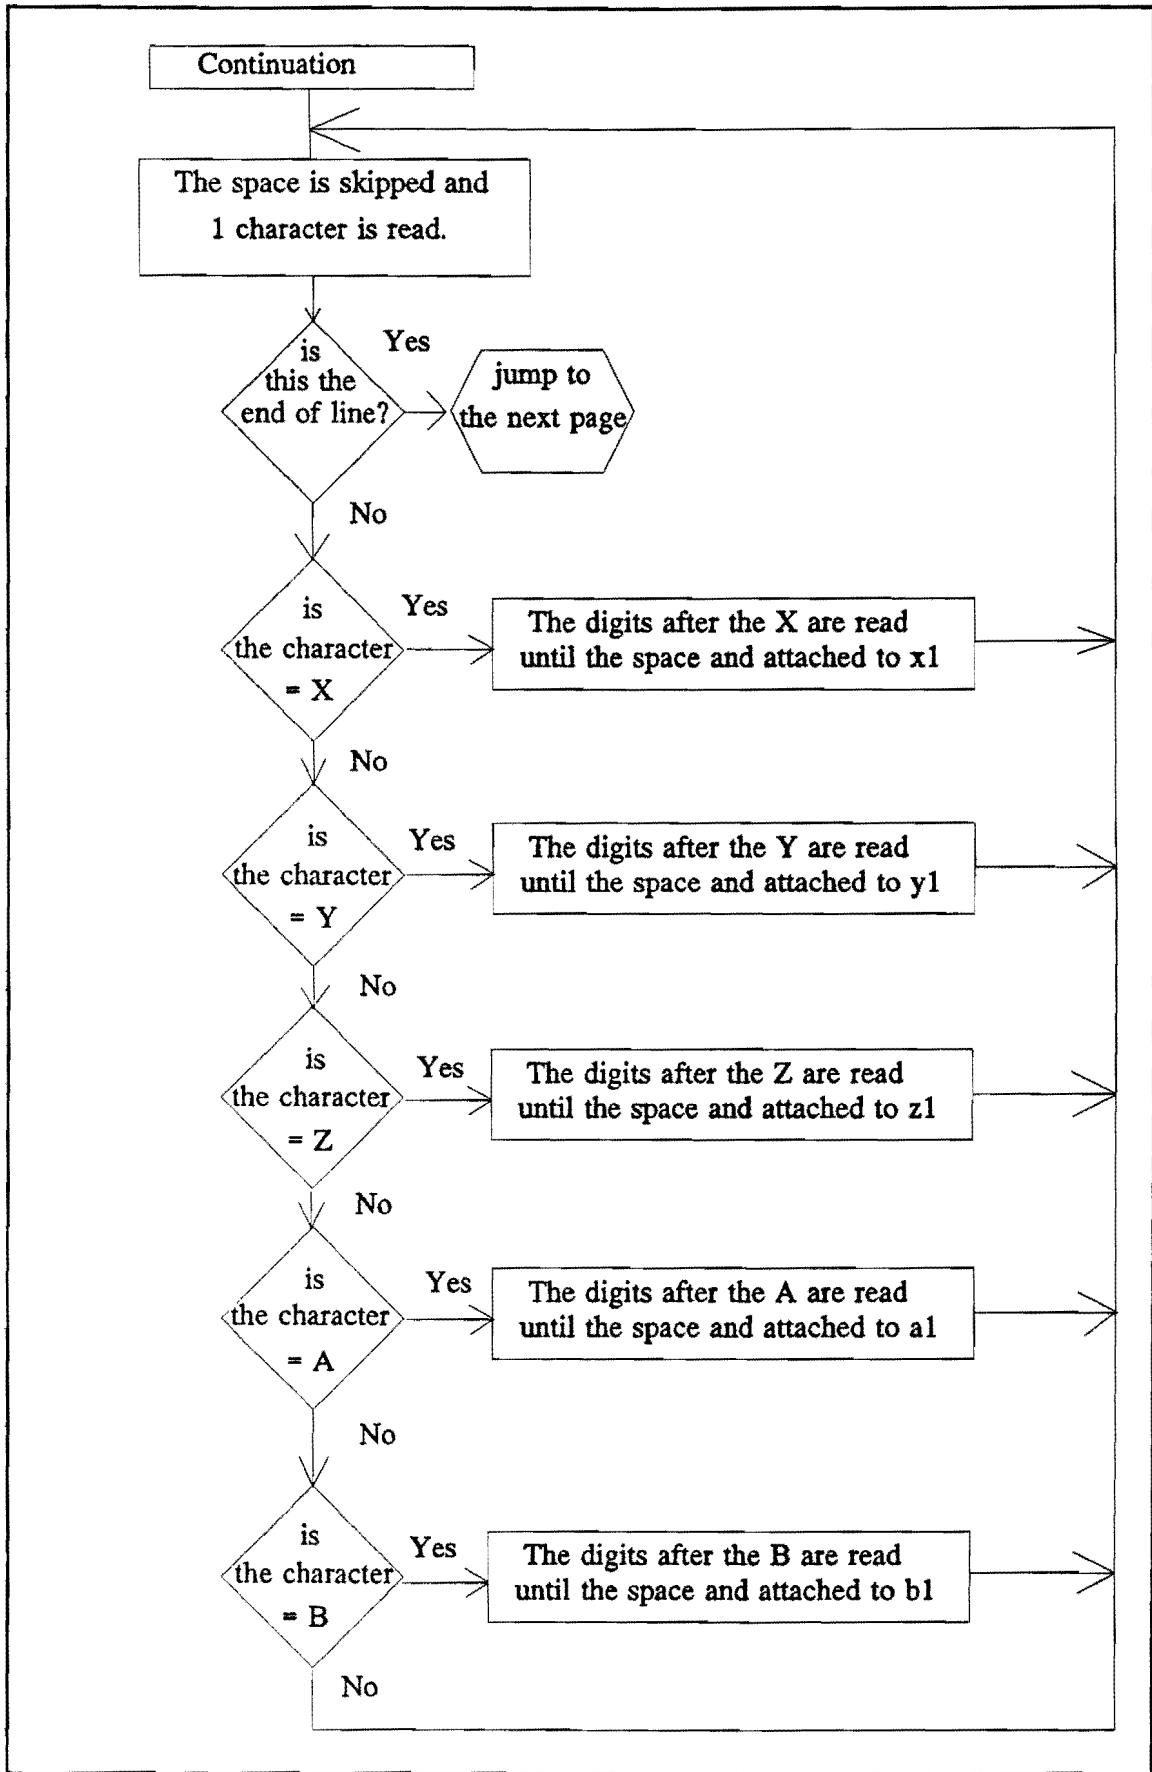 Continuation
The space is skipped and
1 character is read.
is
this the
end of line?
Yes
jump to
the next page
No
is
the character
= X
Yes
The digits after the X are read
until the space and attached to x1
No
is
the character
= Y
Yes
The digits after the Y are read
until the space and attached to y1
No
is
the character
= Z
Yes
The digits after the Z are read
until the space and attached to z1
No
is
the character
= A
Yes
The digits after the A are read
until the space and attached to a1
No
is
the character
= B
Yes
The digits after the B are read
until the space and attached to b1
No